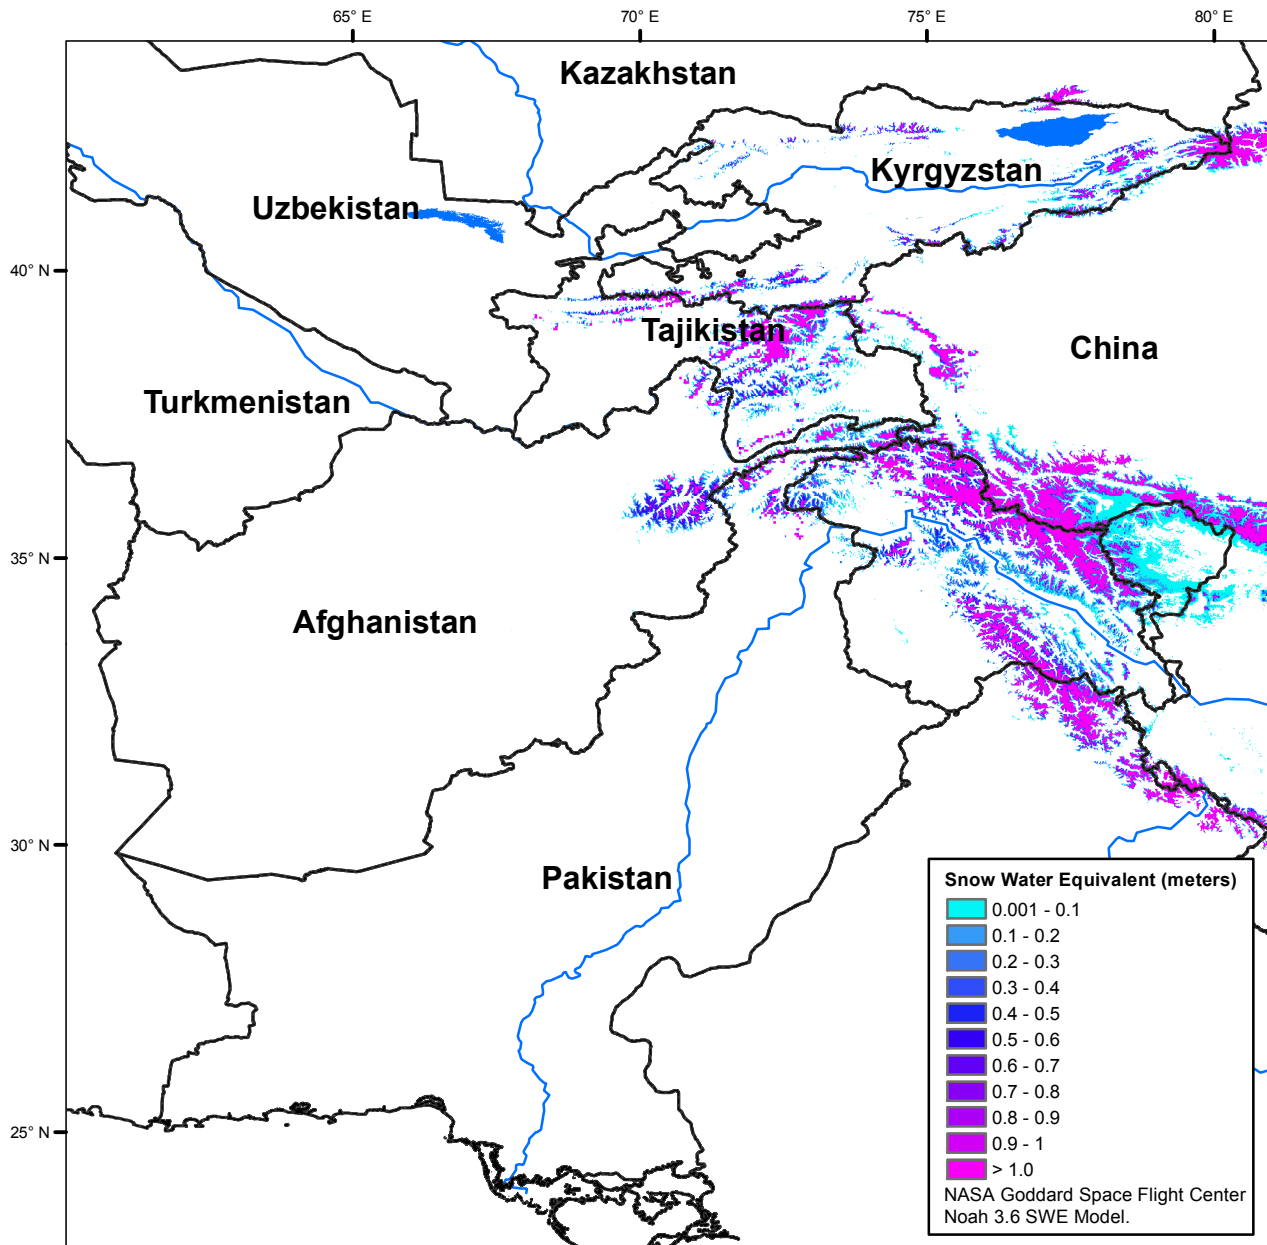 65° E
70° E
75° E
80° E
Kazakhstan
Kyrgyzstan
Uzbekistan
40° N
Tajikistan
China
Turkmenistan
35° N
Afghanistan
30° N
Pakistan
25° N
Snow Water Equivalent (meters)
0.001 - 0.1
0.1 - 0.2
0.2 - 0.3
0.3 - 0.4
0.4 - 0.5
0.5 - 0.6
0.6 - 0.7
0.7 - 0.8
0.8 - 0.9
0.9 - 1
> 1.0
NASA Goddard Space Flight Center
Noah 3.6 SWE Model.